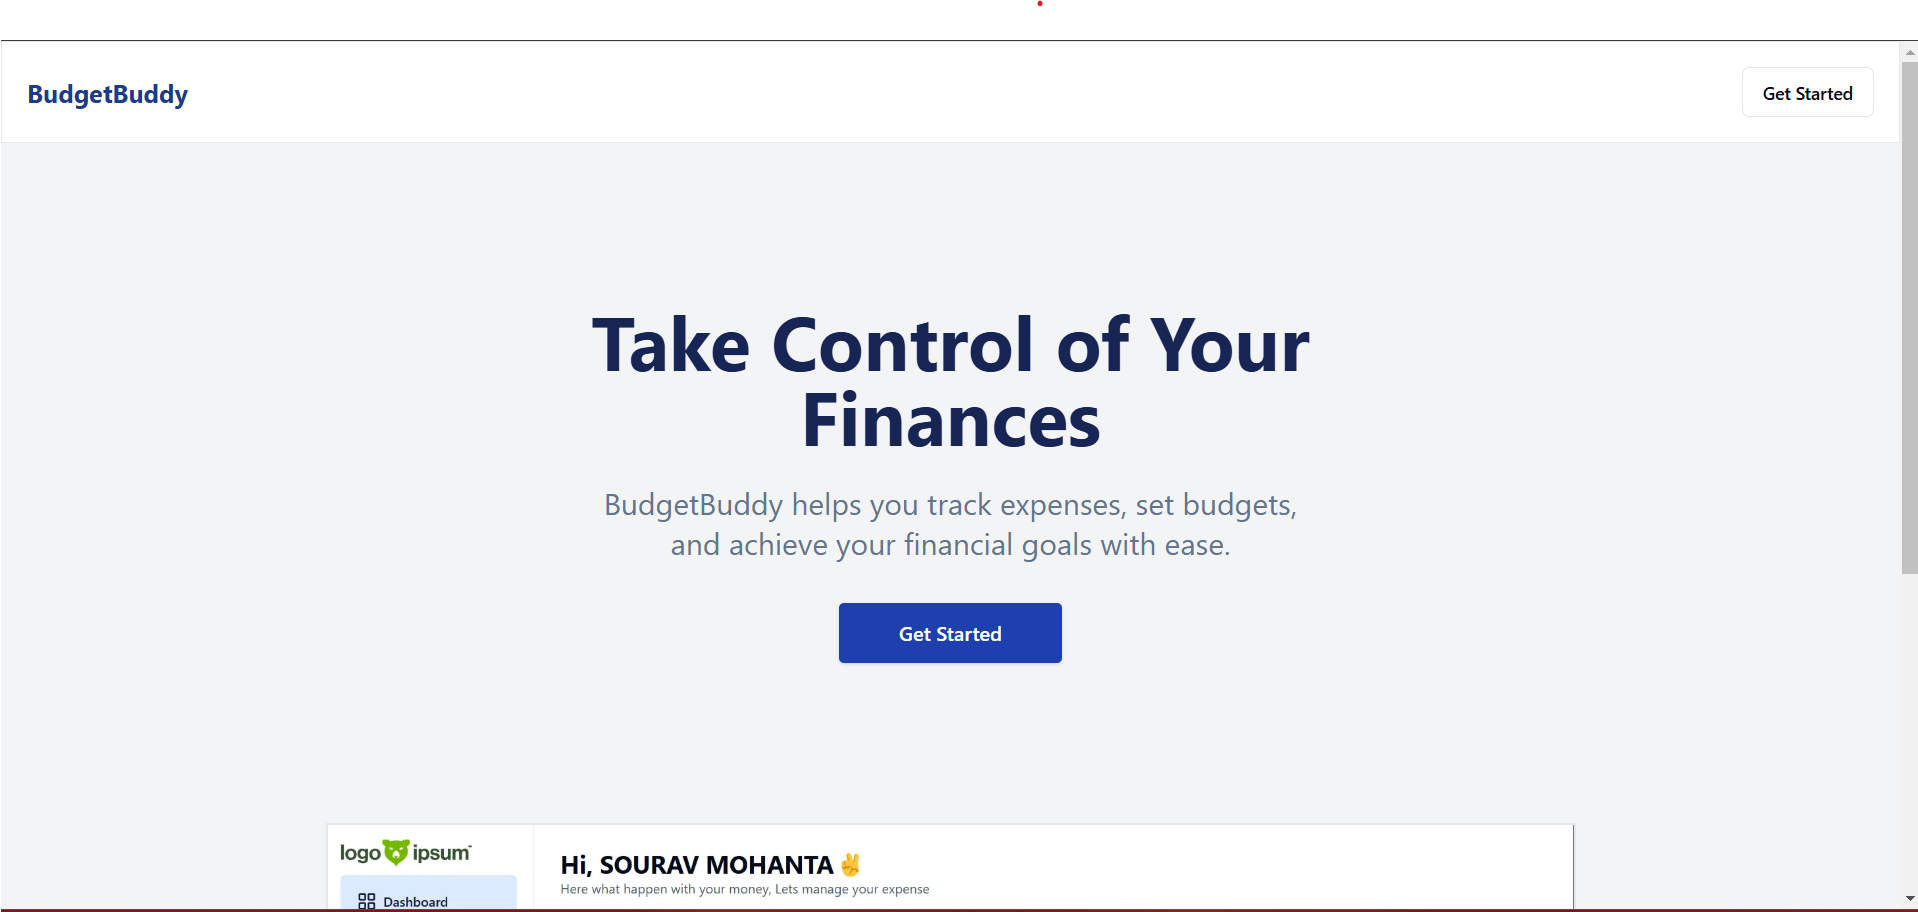 BudgetBuddy
Get Started
Take Control of Your
Finances
BudgetBuddy helps you track expenses, set budgets,
and achieve your financial goals with ease.
Get Started
logo ipsum
Hi, SOURAV MOHANTA✌️
Here what happen with your money, Lets manage your expense
Dashboard